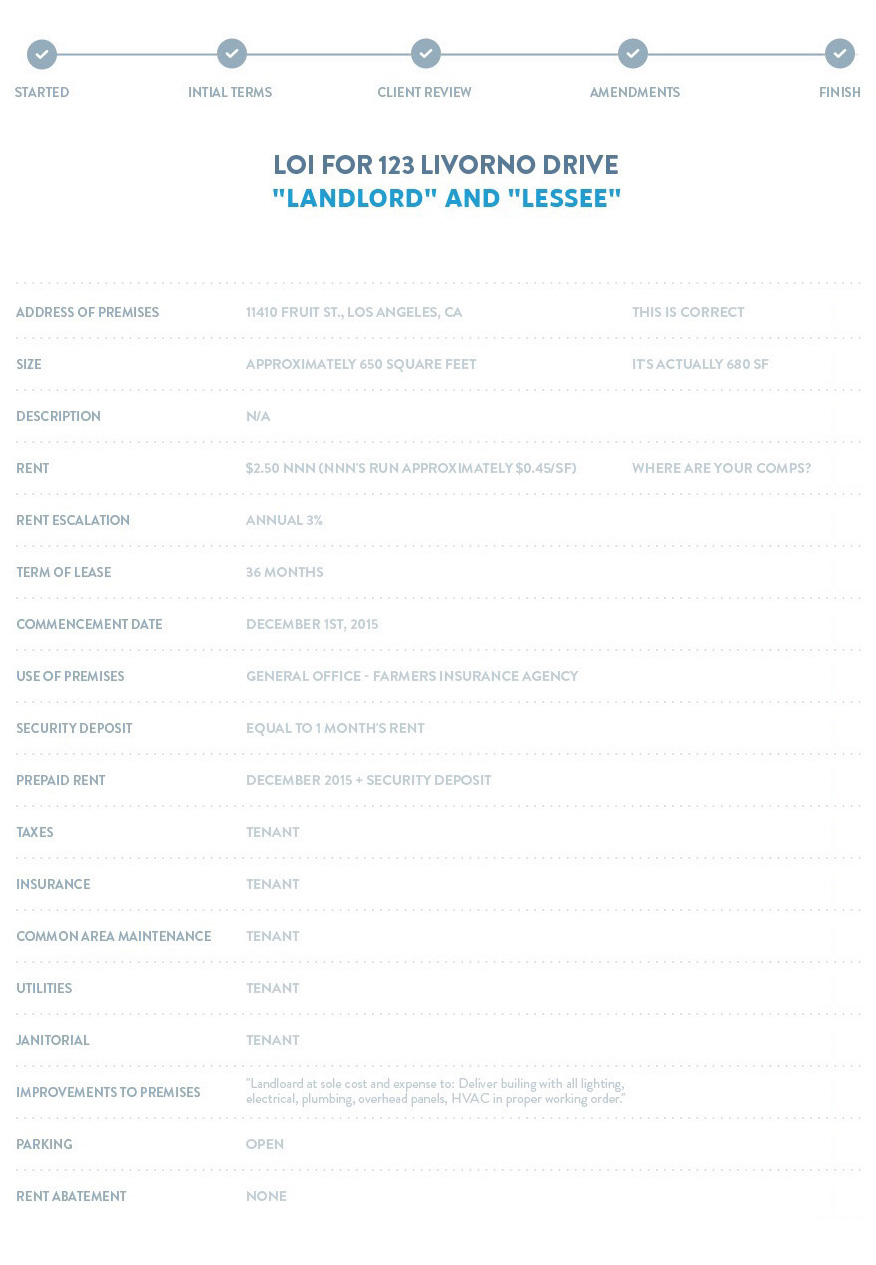 STARTED
INTIAL TERMS
CLIENT REVIEW
AMENDMENTS
FINISH
LOI FOR 123 LIVORNO DRIVE
"LANDLORD" AND "LESSEE"
ADDRESS OF PREMISES 11410 FRUIT ST., LOS ANGELES, CA THIS IS CORRECT
SIZE APPROXIMATELY 650 SQUARE FEET IT'S ACTUALLY 680 SF
DESCRIPTION N/A
RENT $2.50 NNN (NNN'S RUN APPROXIMATELY $0.45/SF) WHERE ARE YOUR COMPS?
RENT ESCALATION ANNUAL 3%
TERM OF LEASE 36 MONTHS
COMMENCEMENT DATE DECEMBER 1ST, 2015
USE OF PREMISES GENERAL OFFICE - FARMERS INSURANCE AGENCY
SECURITY DEPOSIT EQUAL TO 1 MONTH'S RENT
PREPAID RENT DECEMBER 2015 + SECURITY DEPOSIT
TAXES TENANT
INSURANCE TENANT
COMMON AREA MAINTENANCE TENANT
UTILITIES TENANT
JANITORIAL TENANT
IMPROVEMENTS TO PREMISES "Landloard at sole cost and expense to: Deliver builing with all lighting,
electrical, plumbing, overhead panels, HVAC in proper working order."
PARKING OPEN
RENT ABATEMENT NONE